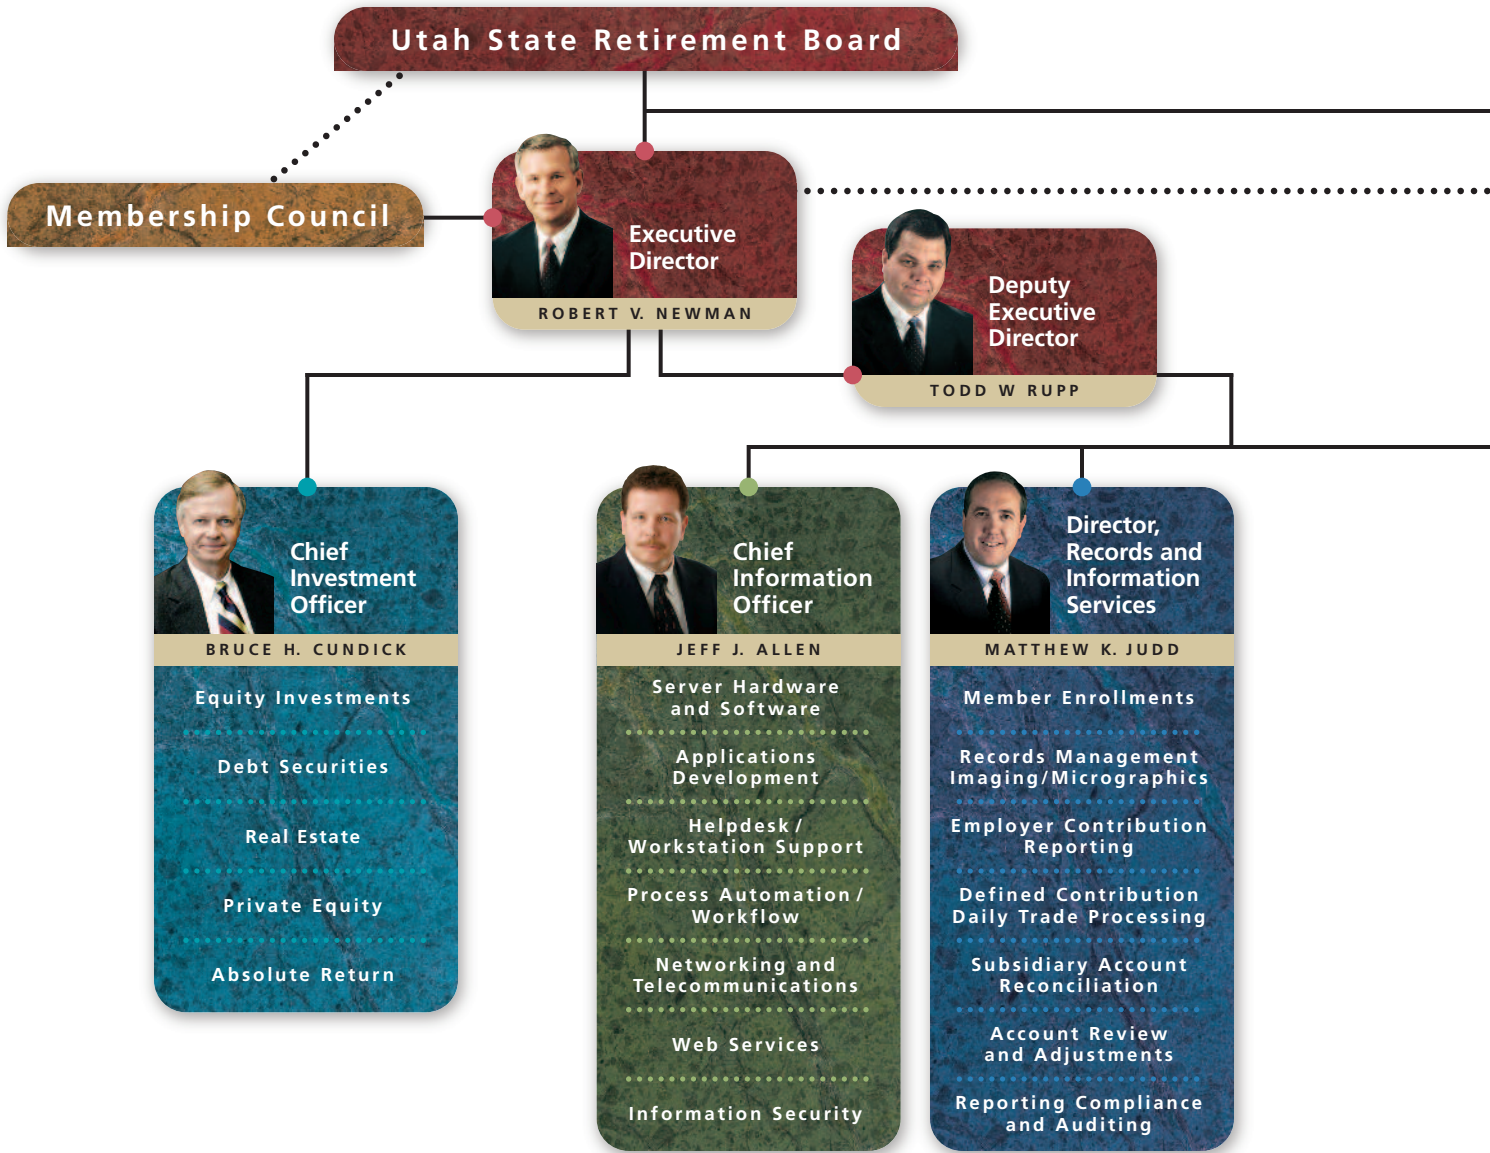 Utah State Retirement Board
Membership Council
Executive
Director
ROBERT V. NEWMAN
Deputy
Executive
Director
TODD W RUPP
Chief
Investment
Officer
BRUCE H. CUNDICK
Equity Investments
Debt Securities
Real Estate
Private Equity
Absolute Return
Chief
Information
Officer
JEFF J. ALLEN
Server Hardware
and Software
Applications
Development
Helpdesk /
Workstation Support
Process Automation /
Workflow
Networking and
Telecommunications
Web Services
Information Security
Director,
Records and
Information
Services
MATTHEW K. JUDD
Member Enrollments
Records Management
Imaging/Micrographics
Employer Contribution
Reporting
Defined Contribution
Daily Trade Processing
Subsidiary Account
Reconciliation
Account Review
and Adjustments
Reporting Compliance
and Auditing